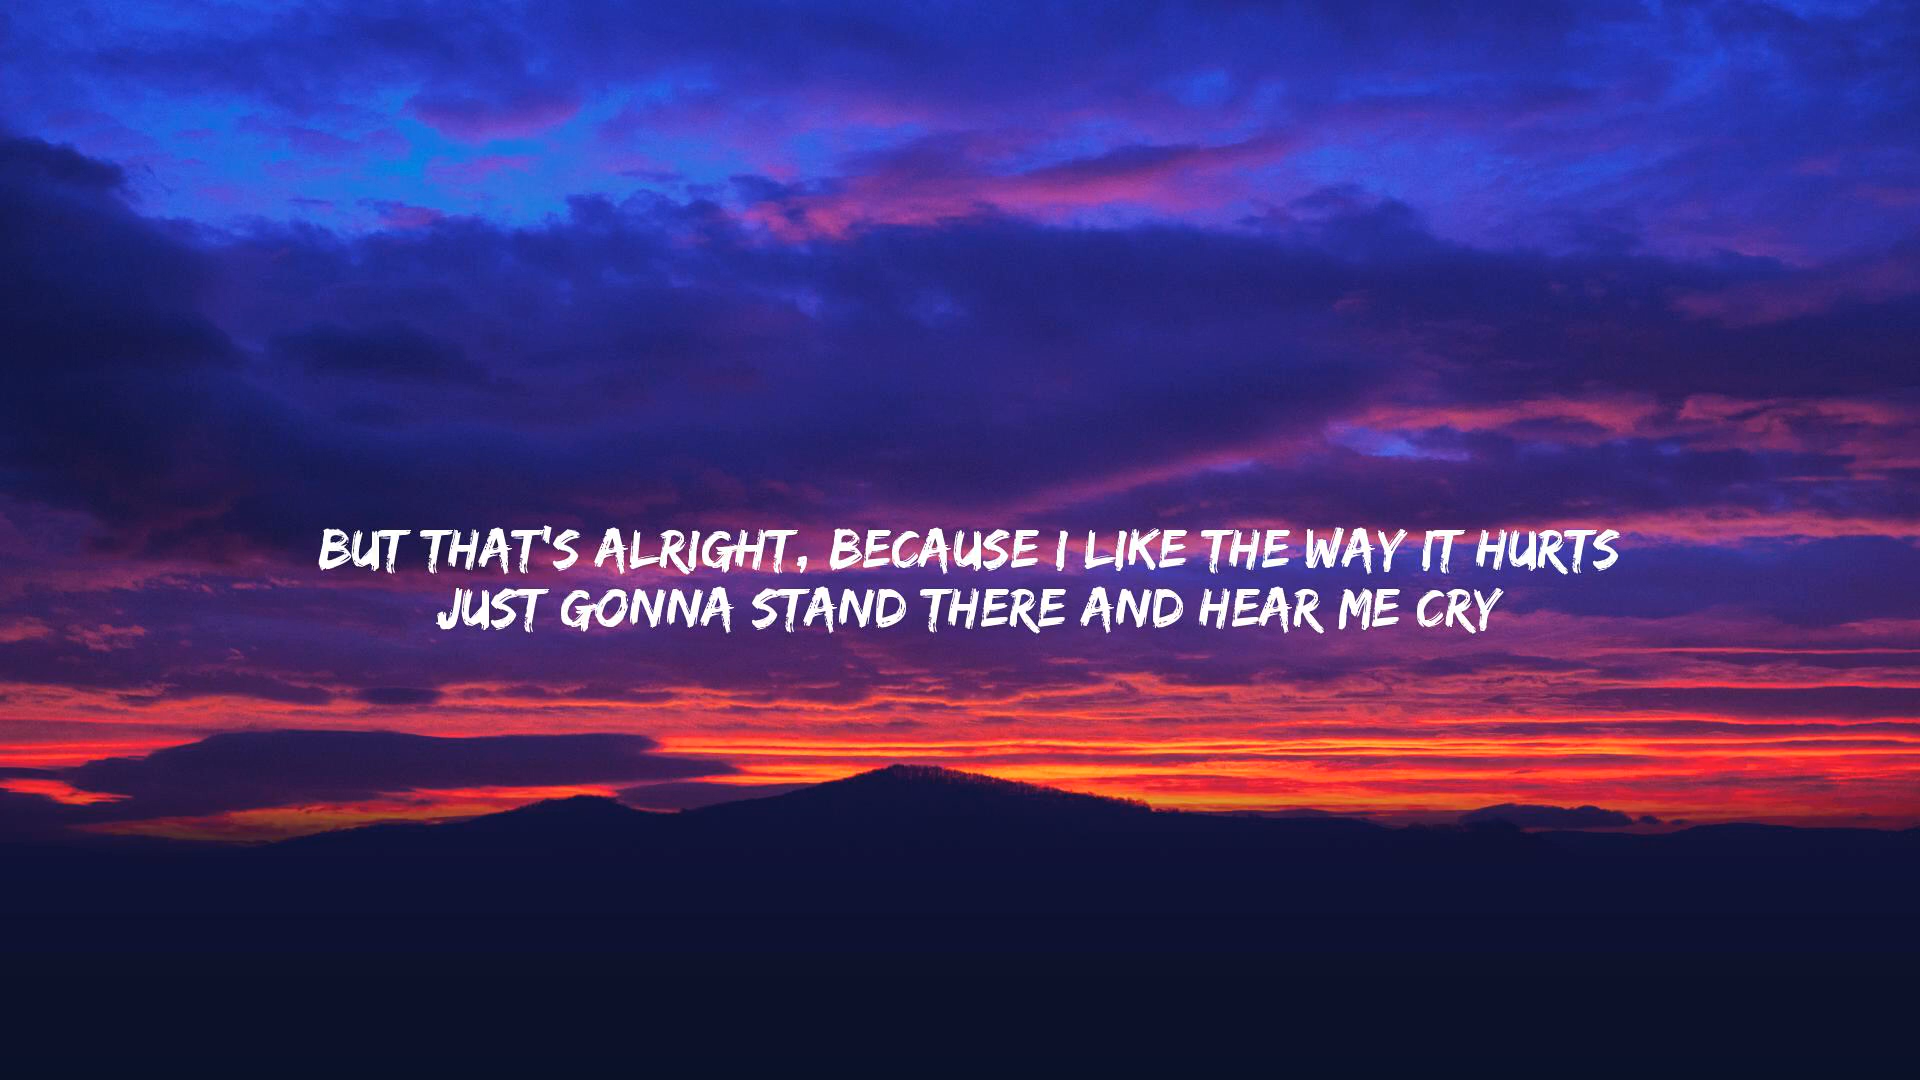 BUT THAT'S ALRIGHT, BECAUSE I LIKE THE WAY IT HURTS
JUST GONNA STAND THERE AND HEAR ME CRY